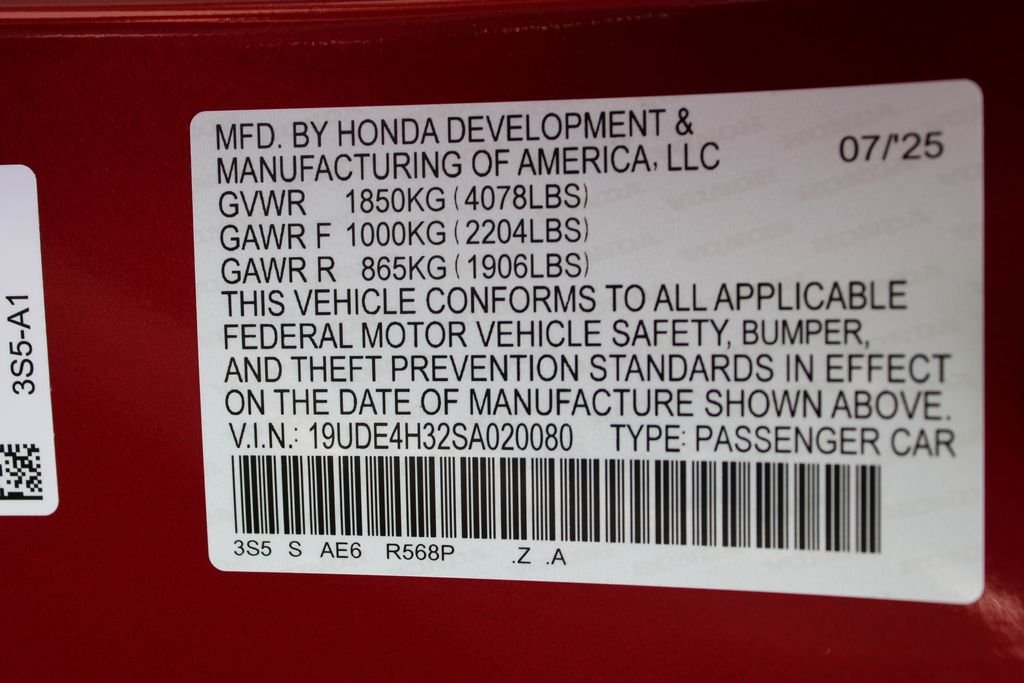 MFD. BY HONDA DEVELOPMENT &
MANUFACTURING OF AMERICA, LLC
07/'25
GVWR 1850KG (4078LBS)
GAWR F 1000KG (2204LBS)
GAWR R 865KG (1906LBS)
THIS VEHICLE CONFORMS TO ALL APPLICABLE
FEDERAL MOTOR VEHICLE SAFETY, BUMPER,
AND THEFT PREVENTION STANDARDS IN EFFECT
ON THE DATE OF MANUFACTURE SHOWN ABOVE.
V.I.N.: 19UDE4H32SA020080 TYPE: PASSENGER CAR
3S5 S AE6 R568P .Z .A
3S5-A1